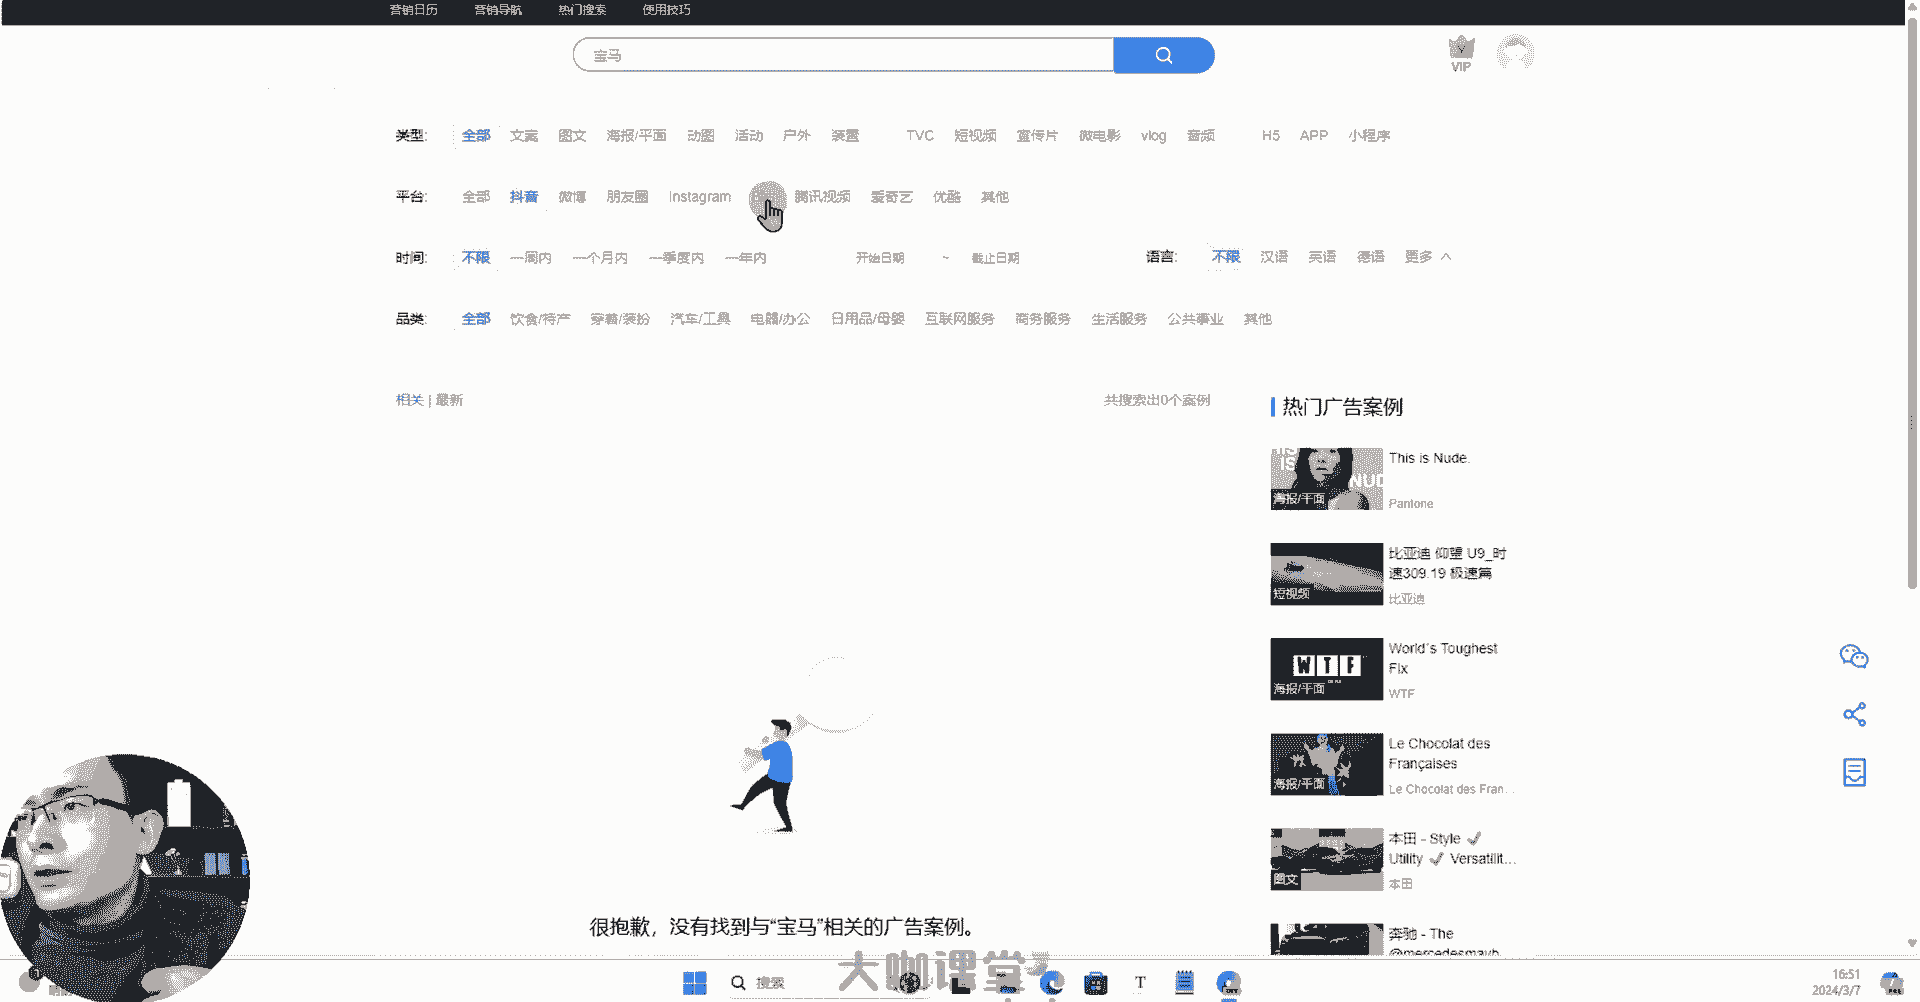 营销日历 营销导航 热门搜索 使用技巧
宝马
VIP
类型: 全部 文案 图文 海报/平面 动图 活动 户外 装置 TVC 短视频 宣传片 微电影 vlog 音频 H5 APP 小程序
平台: 全部 抖音 微博 朋友圈 Instagram 腾讯视频 爱奇艺 优酷 其他
时间: 不限 一周内 一个月内 一季度内 一年内 开始日期 ~ 截止日期 语言: 不限 汉语 英语 德语 更多
品类: 全部 饮食/特产 穿着/装扮 汽车/工具 电器/办公 日用品/母婴 互联网服务 商务服务 生活服务 公共事业 其他
相关 | 最新 共搜索出0个案例
热门广告案例
This is Nude.
海报/平面
Pantone
比亚迪 仰望 U9_时
速309.19 极速篇
短视频
比亚迪
World's Toughest
Fix
WTF
海报/平面
WTF
Le Chocolat des
Françaises
海报/平面
Le Chocolat des Fran...
本田 - Style ✓
Utility ✓ Versatilit...
图文
本田
奔驰 - The
@mercedesmayb
很抱歉，没有找到与“宝马”相关的广告案例。
大咖课堂
搜索
T
16:51
2024/3/7